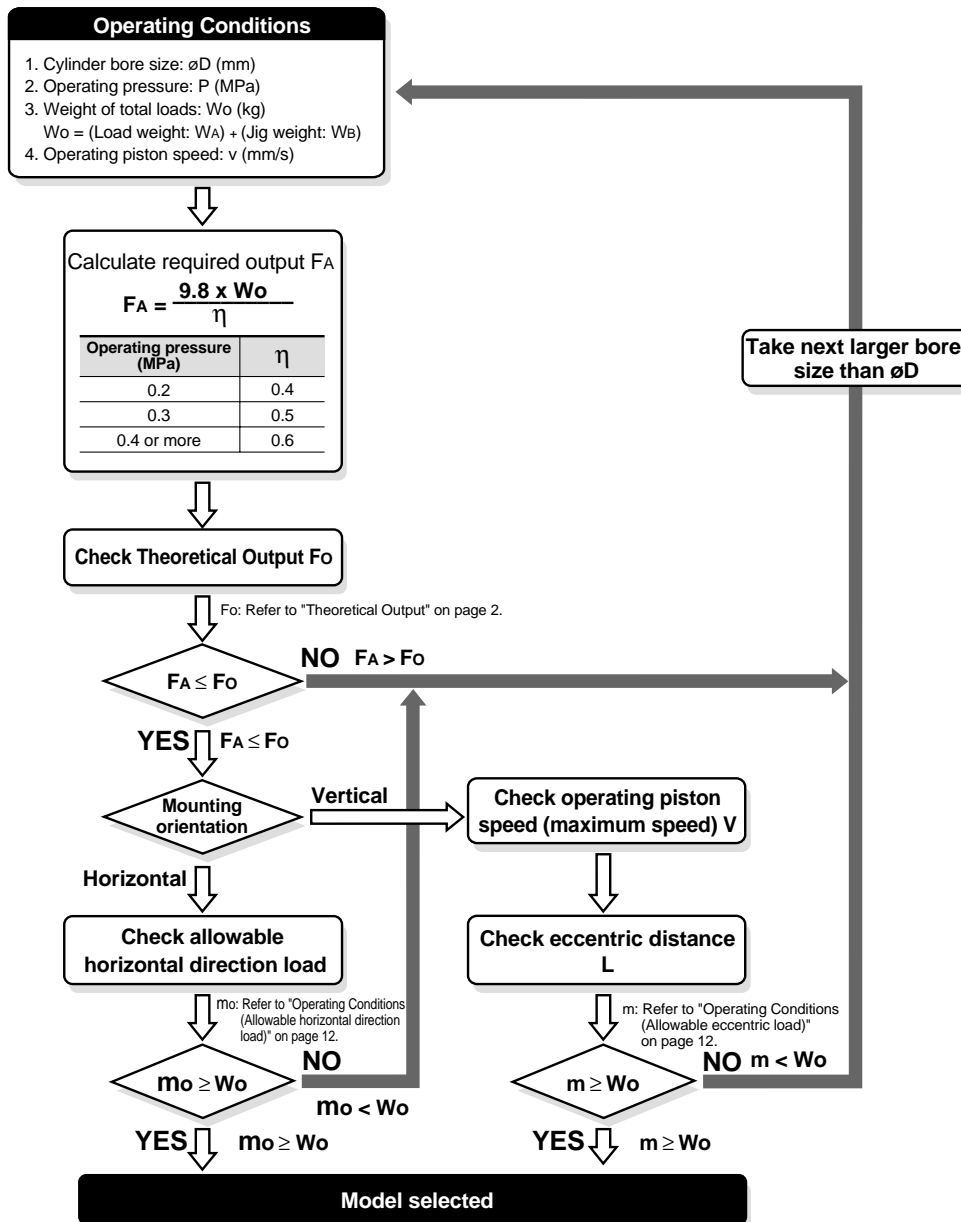 Operating Conditions
1. Cylinder bore size: øD (mm)
2. Operating pressure: P (MPa)
3. Weight of total loads: Wo (kg)
Wo = (Load weight: WA) + (Jig weight: WB)
4. Operating piston speed: v (mm/s)
Calculate required output FA
FA = 9.8 x Wo
η
Operating pressure (MPa) η
0.2 0.4
0.3 0.5
0.4 or more 0.6
Take next larger bore
size than øD
Check Theoretical Output FO
Fo: Refer to "Theoretical Output" on page 2.
FA ≤ FO
NO FA > FO
YES FA ≤ FO
Mounting
orientation
Vertical
Check operating piston
speed (maximum speed) V
Horizontal
Check allowable
horizontal direction load
Check eccentric distance
L
mo: Refer to "Operating Conditions
(Allowable horizontal direction
load)" on page 12.
m: Refer to "Operating Conditions
(Allowable eccentric load)"
on page 12.
mo ≥ Wo
NO
mo < Wo
m ≥ Wo
NO m < Wo
YES mo ≥ Wo
YES m ≥ Wo
Model selected